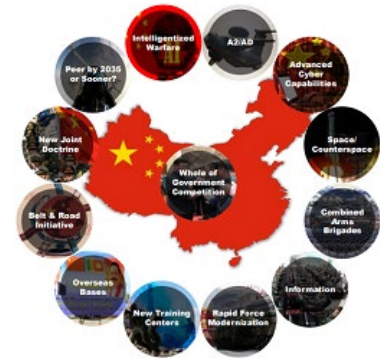 Intelligentized
Warfare
A2/AD
Advanced
Cyber
Capabilities
Space/
Counterspace
Combined
Arms
Brigades
Information
Rapid Force
Modernization
New Training
Centers
Overseas
Bases
Belt & Road
Initiative
New Joint
Doctrine
Peer by 2035
or Sooner?
Whole of
Government
Competition